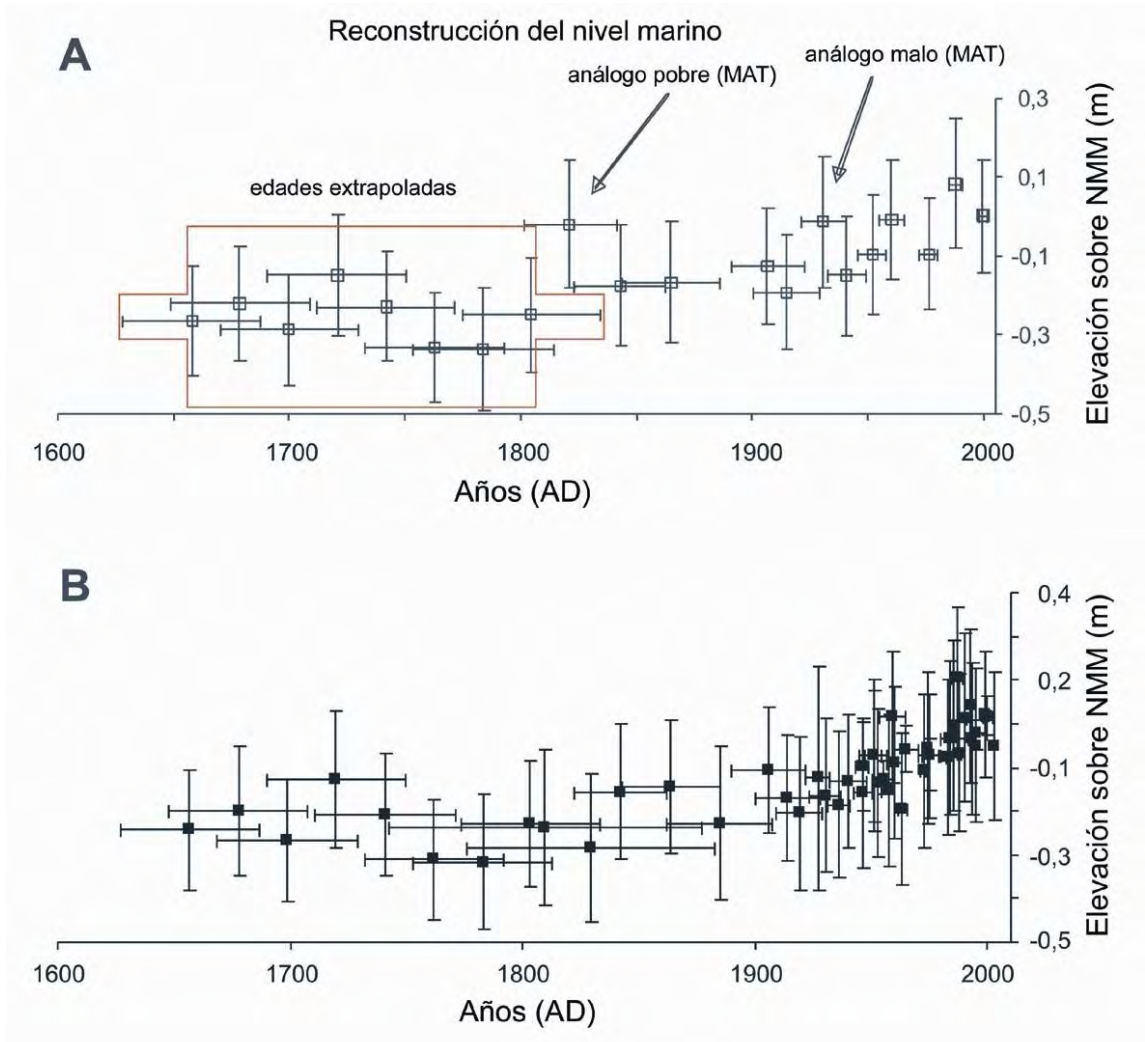 A
Reconstrucción del nivel marino
análogo pobre (MAT)
análogo malo (MAT)
edades extrapoladas
0,3
0,1
-0,1
-0,3
-0,5
Elevación sobre NMM (m)
1600
1700
1800
1900
2000
Años (AD)
B
0,4
0,2
-0,1
-0,3
-0,5
Elevación sobre NMM (m)
1600
1700
1800
1900
2000
Años (AD)